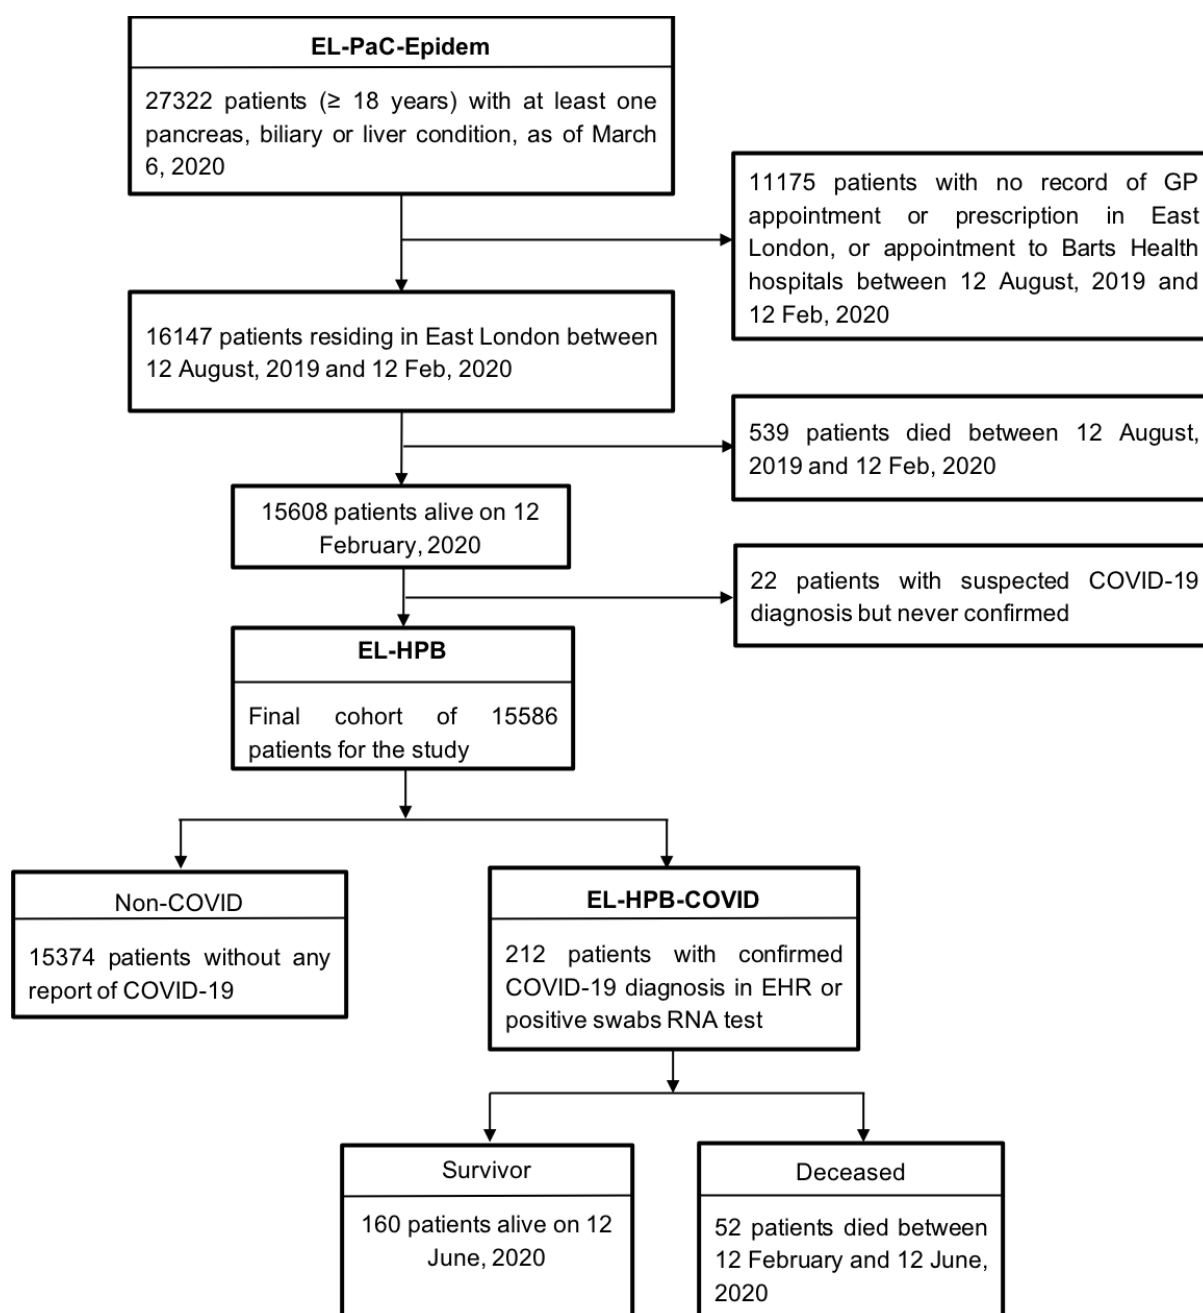 EL-PaC-Epidem
27322 patients (≥ 18 years) with at least one
pancreas, biliary or liver condition, as of March
6, 2020
11175 patients with no record of GP
appointment or prescription in East
London, or appointment to Barts Health
hospitals between 12 August, 2019 and
12 Feb, 2020
16147 patients residing in East London between
12 August, 2019 and 12 Feb, 2020
539 patients died between 12 August,
2019 and 12 Feb, 2020
15608 patients alive on 12
February, 2020
22 patients with suspected COVID-19
diagnosis but never confirmed
EL-HPB
Final cohort of 15586
patients for the study
Non-COVID
15374 patients without any
report of COVID-19
EL-HPB-COVID
212 patients with confirmed
COVID-19 diagnosis in EHR or
positive swabs RNA test
Survivor
160 patients alive on 12
June, 2020
Deceased
52 patients died between
12 February and 12 June,
2020